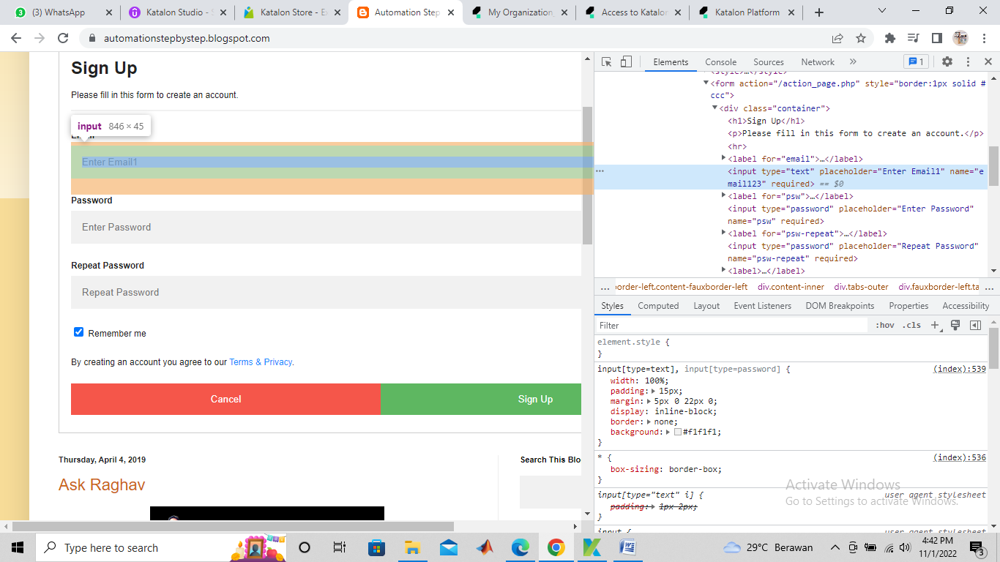 3 (3) WhatsApp
Katalon Studio - S
Katalon Store - Ex
Automation Step
My Organization,
Access to Katalon
Katalon Platform
automationstepbystep.blogspot.com
Sign Up
Please fill in this form to create an account.
input 846 × 45
Enter Email1
Password
Enter Password
Repeat Password
Repeat Password
Remember me
By creating an account you agree to our Terms & Privacy.
Cancel
Sign Up
Thursday, April 4, 2019
Ask Raghav
Search This Blo
Elements Console Sources Network » 1
<style>…</style>
<form action="/action_page.php" style="border:1px solid #
ccc">
<div class="container">
<h1>Sign Up</h1>
<p>Please fill in this form to create an account.</p>
<hr>
<label for="email">…</label>
… <input type="text" placeholder="Enter Email1" name="e
mail123" required> == $0
<label for="psw">…</label>
<input type="password" placeholder="Enter Password"
name="psw" required>
<label for="psw-repeat">…</label>
<input type="password" placeholder="Repeat Password"
name="psw-repeat" required>
<label>…</label>
… border-left.content-fauxborder-left div.content-inner div.tabs-outer div.fauxborder-left.ta …
Styles Computed Layout Event Listeners DOM Breakpoints Properties Accessibility
Filter :hov .cls +
element.style {
}
input[type=text], input[type=password] { (index):539
width: 100%;
padding: 15px;
margin: 5px 0 22px 0;
display: inline-block;
border: none;
background: #f1f1f1;
}
* { (index):536
box-sizing: border-box;
}
input[type="text" i] { user agent stylesheet
padding: 1px 2px;
}
input { user agent stylesheet
Activate Windows
Go to Settings to activate Windows.
Type here to search
29°C Berawan
4:42 PM
11/1/2022
3